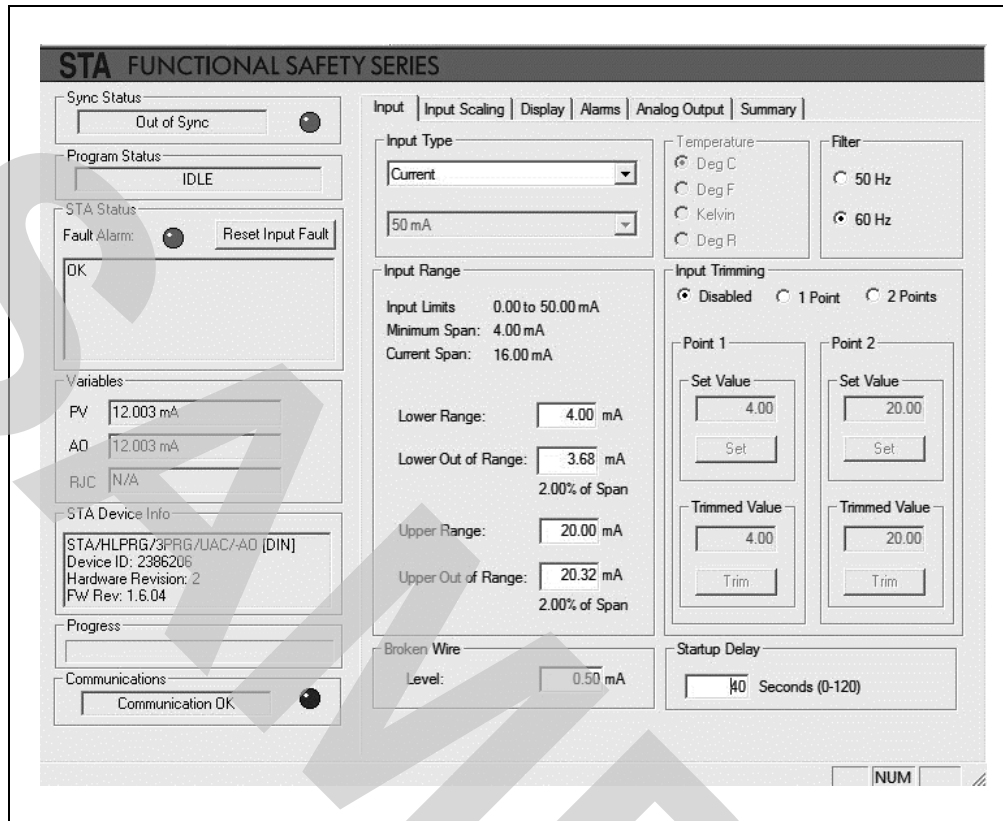 STA FUNCTIONAL SAFETY SERIES
Sync Status
Out of Sync
Program Status
IDLE
STA Status
Fault Alarm:
Reset Input Fault
OK
Variables
PV 12.003 mA
AO 12.003 mA
RJC N/A
STA Device Info
STA/HLPRG/3PRG/UAC/-AO [DIN]
Device ID: 2386206
Hardware Revision: 2
FW Rev: 1.6.04
Progress
Communications
Communication OK
Input Input Scaling Display Alarms Analog Output Summary
Input Type
Current
50 mA
Temperature
Deg C
Deg F
Kelvin
Deg R
Filter
50 Hz
60 Hz
Input Range
Input Limits 0.00 to 50.00 mA
Minimum Span: 4.00 mA
Current Span: 16.00 mA
Lower Range: 4.00 mA
Lower Out of Range: 3.68 mA
2.00% of Span
Upper Range: 20.00 mA
Upper Out of Range: 20.32 mA
2.00% of Span
Input Trimming
Disabled 1 Point 2 Points
Point 1
Set Value
4.00
Set
Trimmed Value
4.00
Trim
Point 2
Set Value
20.00
Set
Trimmed Value
20.00
Trim
Broken Wire
Level: 0.50 mA
Startup Delay
40 Seconds (0-120)
NUM
SAMP